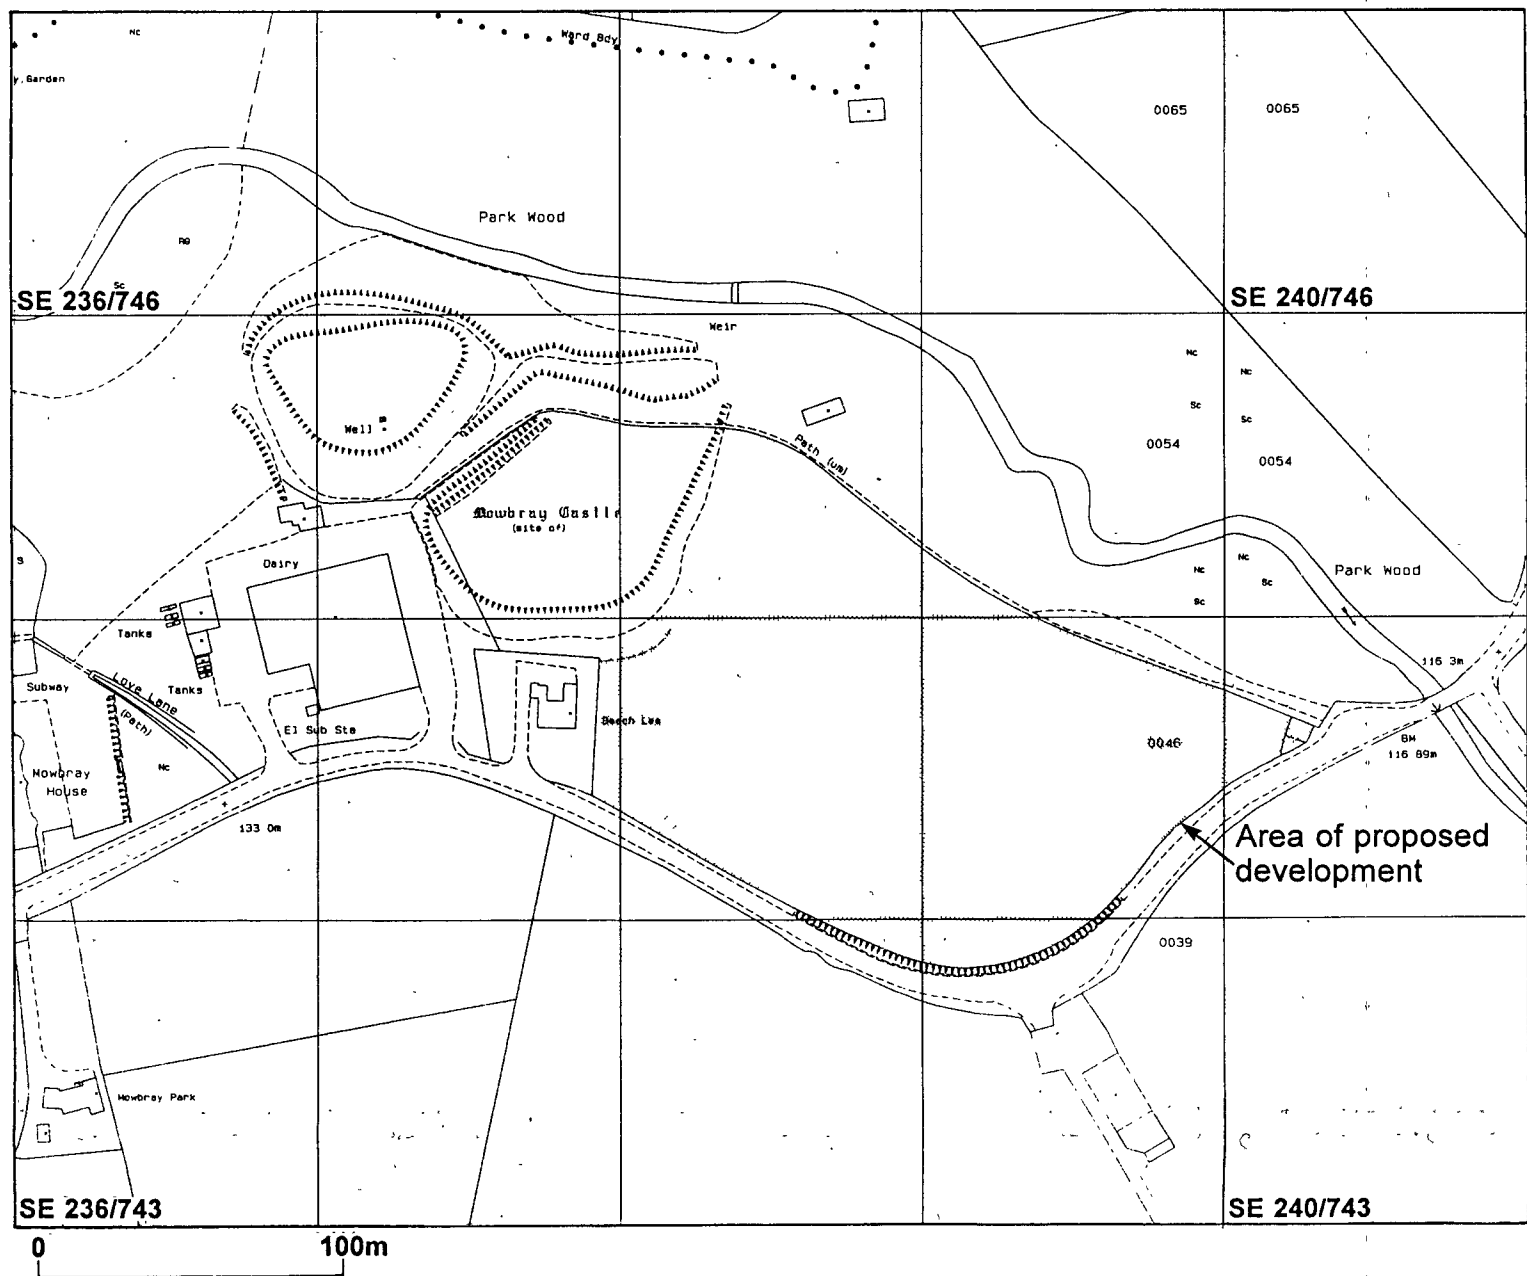 Nc
Ward Bdy
y. Garden
0065
0065
Park Wood
RG
Sc
SE 236/746
SE 240/746
Weir
Nc
Nc
Sc
Sc
Well
0054
0054
Path (um)
Mowbray Castle
(site of)
S
Dairy
Nc
Nc
Sc
Sc
Park Wood
Tanks
116 3m
Subway
Love Lane
(Path)
Tanks
Beech Lea
El Sub Sta
0046
BM
116 89m
Nc
Mowbray
House
133 0m
Area of proposed
development
0039
Mowbray Park
SE 236/743
SE 240/743
0
100m